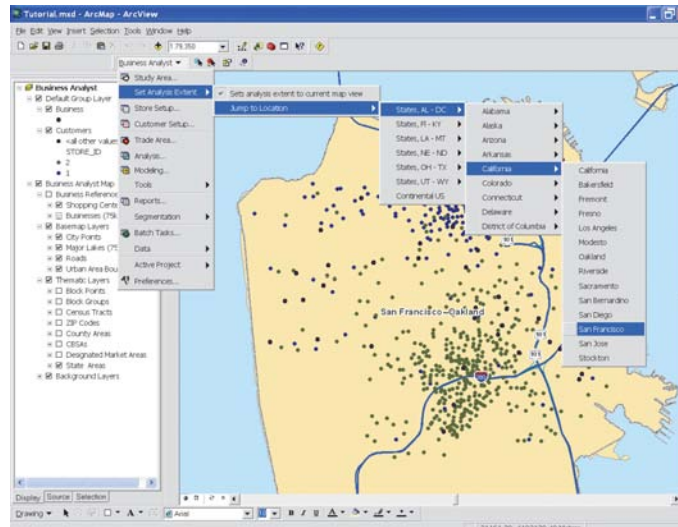 Tutorial.mxd - ArcMap - ArcView
File Edit View Insert Selection Tools Window Help
1:79,350
Business Analyst
Business Analyst
Default Group Layer
Business
Customers
<all other values
STORE_ID
2
1
Business Analyst Map
Business Reference
Shopping Cente
Businesses (75k
Basemap Layers
City Points
Major Lakes (75
Roads
Urban Area Bou
Thematic Layers
Block Points
Block Groups
Census Tracts
ZIP Codes
County Areas
CBSAs
Designated Market Areas
State Areas
Background Layers
Display Source Selection
Study Area...
Set Analysis Extent
Store Setup...
Customer Setup...
Trade Area...
Analysis...
Modeling...
Tools
Reports...
Segmentation
Batch Tasks...
Data
Active Project
Preferences...
Sets analysis extent to current map view
Jump to Location
States, AL - DC
States, Fl - KY
States, LA - MT
States, NE - ND
States, OH - TX
States, UT - WY
Continental US
Alabama
Alaska
Arizona
Arkansas
California
Colorado
Connecticut
Delaware
District of Columbia
California
Bakersfield
Fremont
Fresno
Los Angeles
Modesto
Oakland
Riverside
Sacramento
San Bernardino
San Diego
San Francisco
San Jose
Stockton
San Francisco-Oakland
Drawing
A
Arial
B I U A